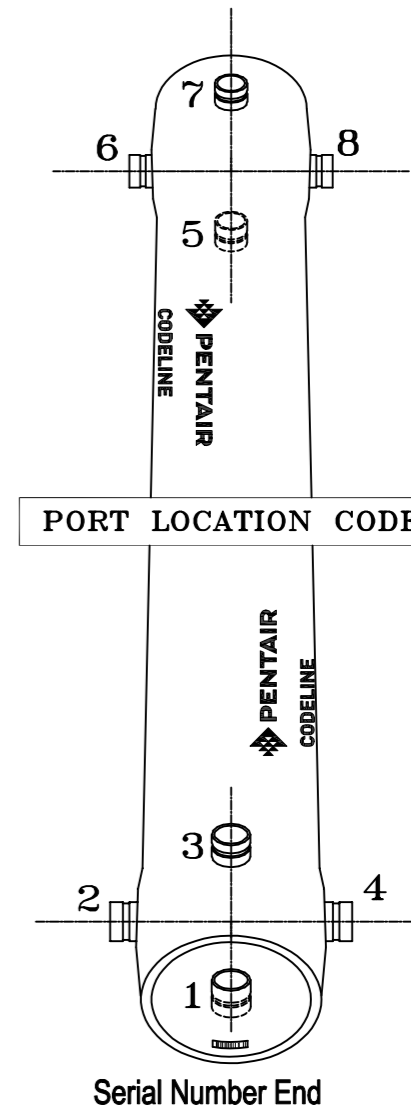 7
6
8
5
CODELINE
PENTAIR
PORT LOCATION CODE
PENTAIR
CODELINE
3
2
4
1
Serial Number End